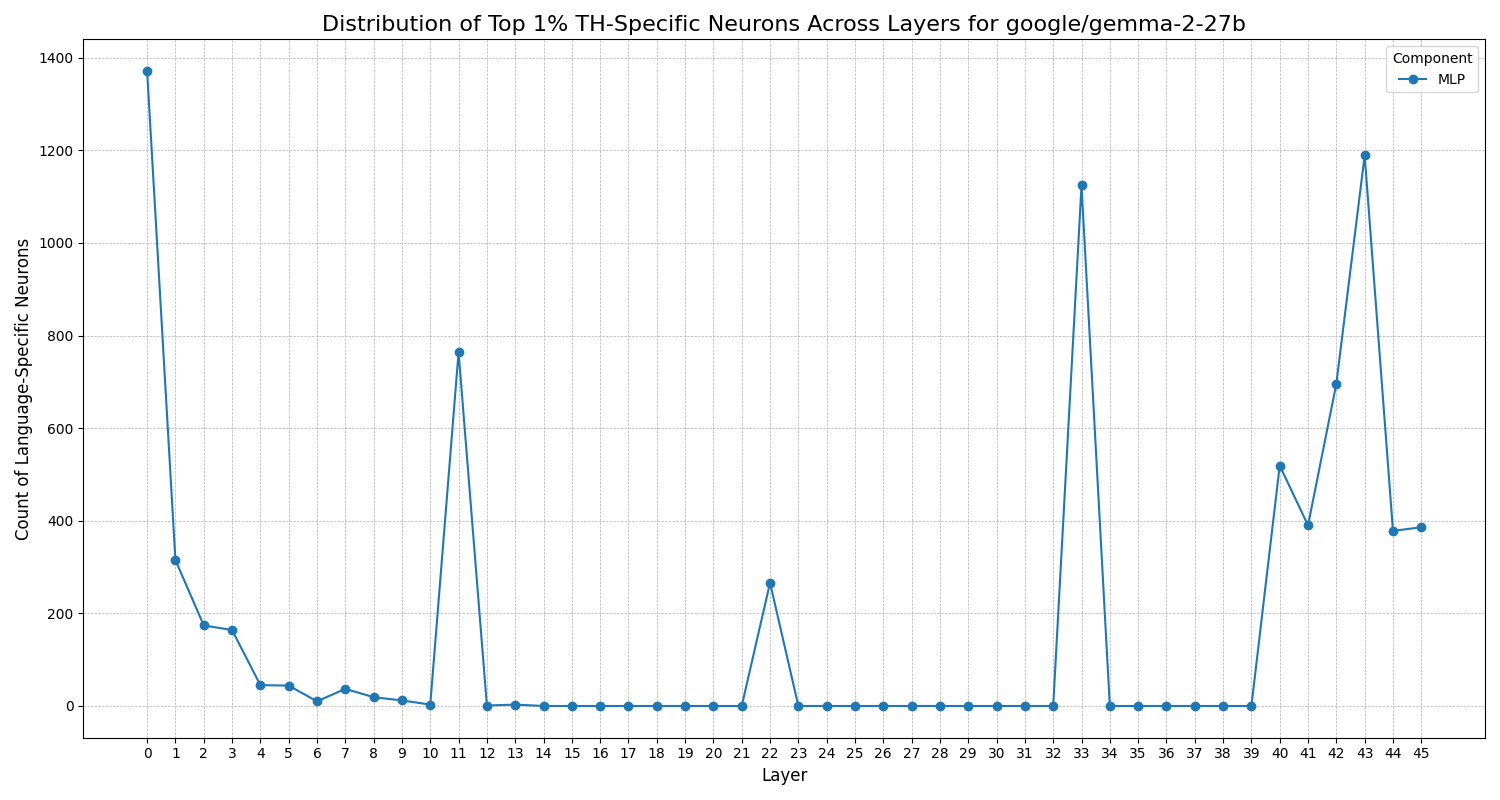 Distribution of Top 1% TH-Specific Neurons Across Layers for google/gemma-2-27b
Component
MLP
Count of Language-Specific Neurons
1400
1200
1000
800
600
400
200
0
0 1 2 3 4 5 6 7 8 9 10 11 12 13 14 15 16 17 18 19 20 21 22 23 24 25 26 27 28 29 30 31 32 33 34 35 36 37 38 39 40 41 42 43 44 45
Layer